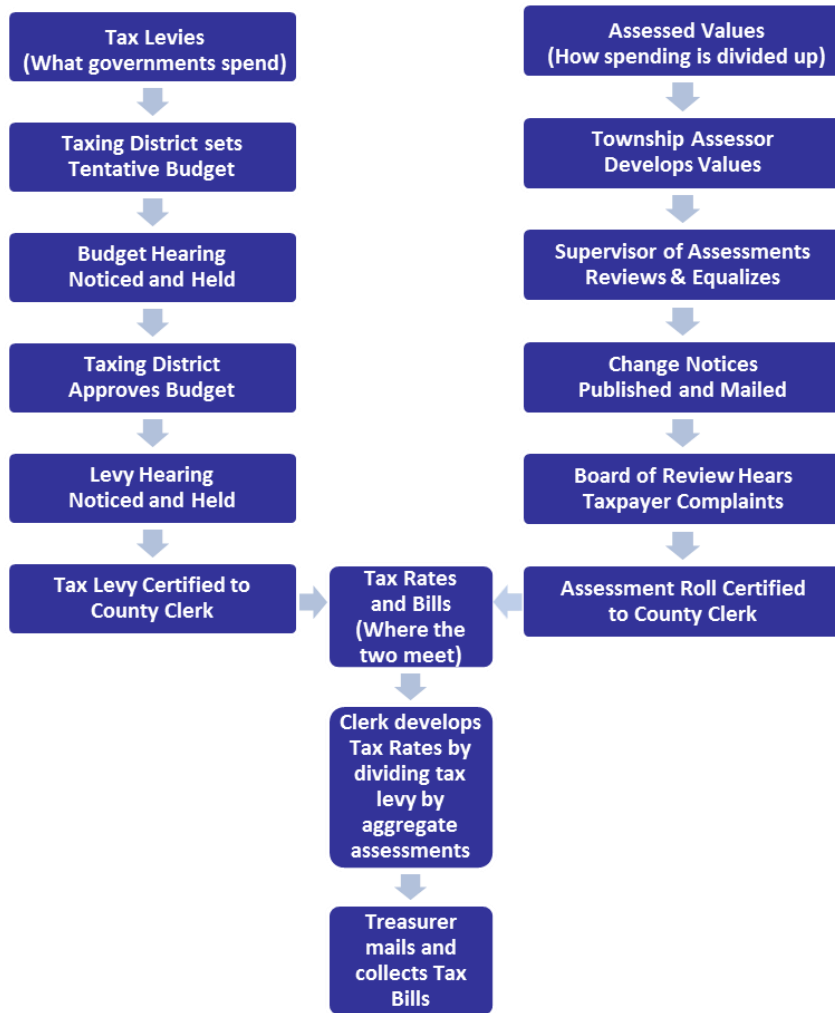 Tax Levies
(What governments spend)
Taxing District sets
Tentative Budget
Budget Hearing
Noticed and Held
Taxing District
Approves Budget
Levy Hearing
Noticed and Held
Tax Levy Certified to
County Clerk
Assessed Values
(How spending is divided up)
Township Assessor
Develops Values
Supervisor of Assessments
Reviews & Equalizes
Change Notices
Published and Mailed
Board of Review Hears
Taxpayer Complaints
Assessment Roll Certified
to County Clerk
Tax Rates
and Bills
(Where the
two meet)
Clerk develops
Tax Rates by
dividing tax
levy by
aggregate
assessments
Treasurer
mails and
collects Tax
Bills